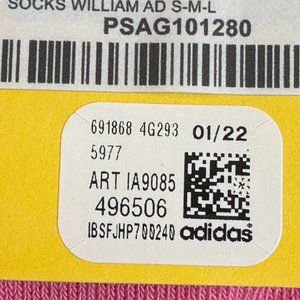 SOCKS WILLIAM AD S-M-L
PSAG101280
691868 4G293 01/22
5977
ART IA9085
496506
IBSFJHP700240 adidas